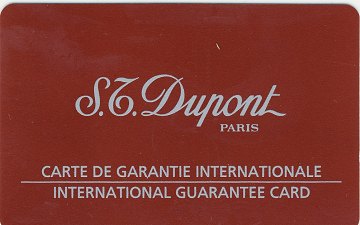 S.T. Dupont
PARIS
CARTE DE GARANTIE INTERNATIONALE
INTERNATIONAL GUARANTEE CARD